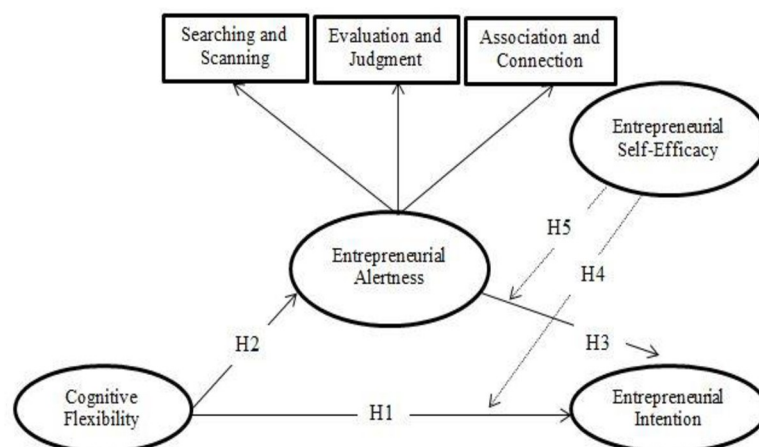 Searching and
Scanning
Evaluation and
Judgment
Association and
Connection
Entrepreneurial
Self-Efficacy
H5
Entrepreneurial
Alertness
H4
H2
H3
Cognitive
Flexibility
H1
Entrepreneurial
Intention